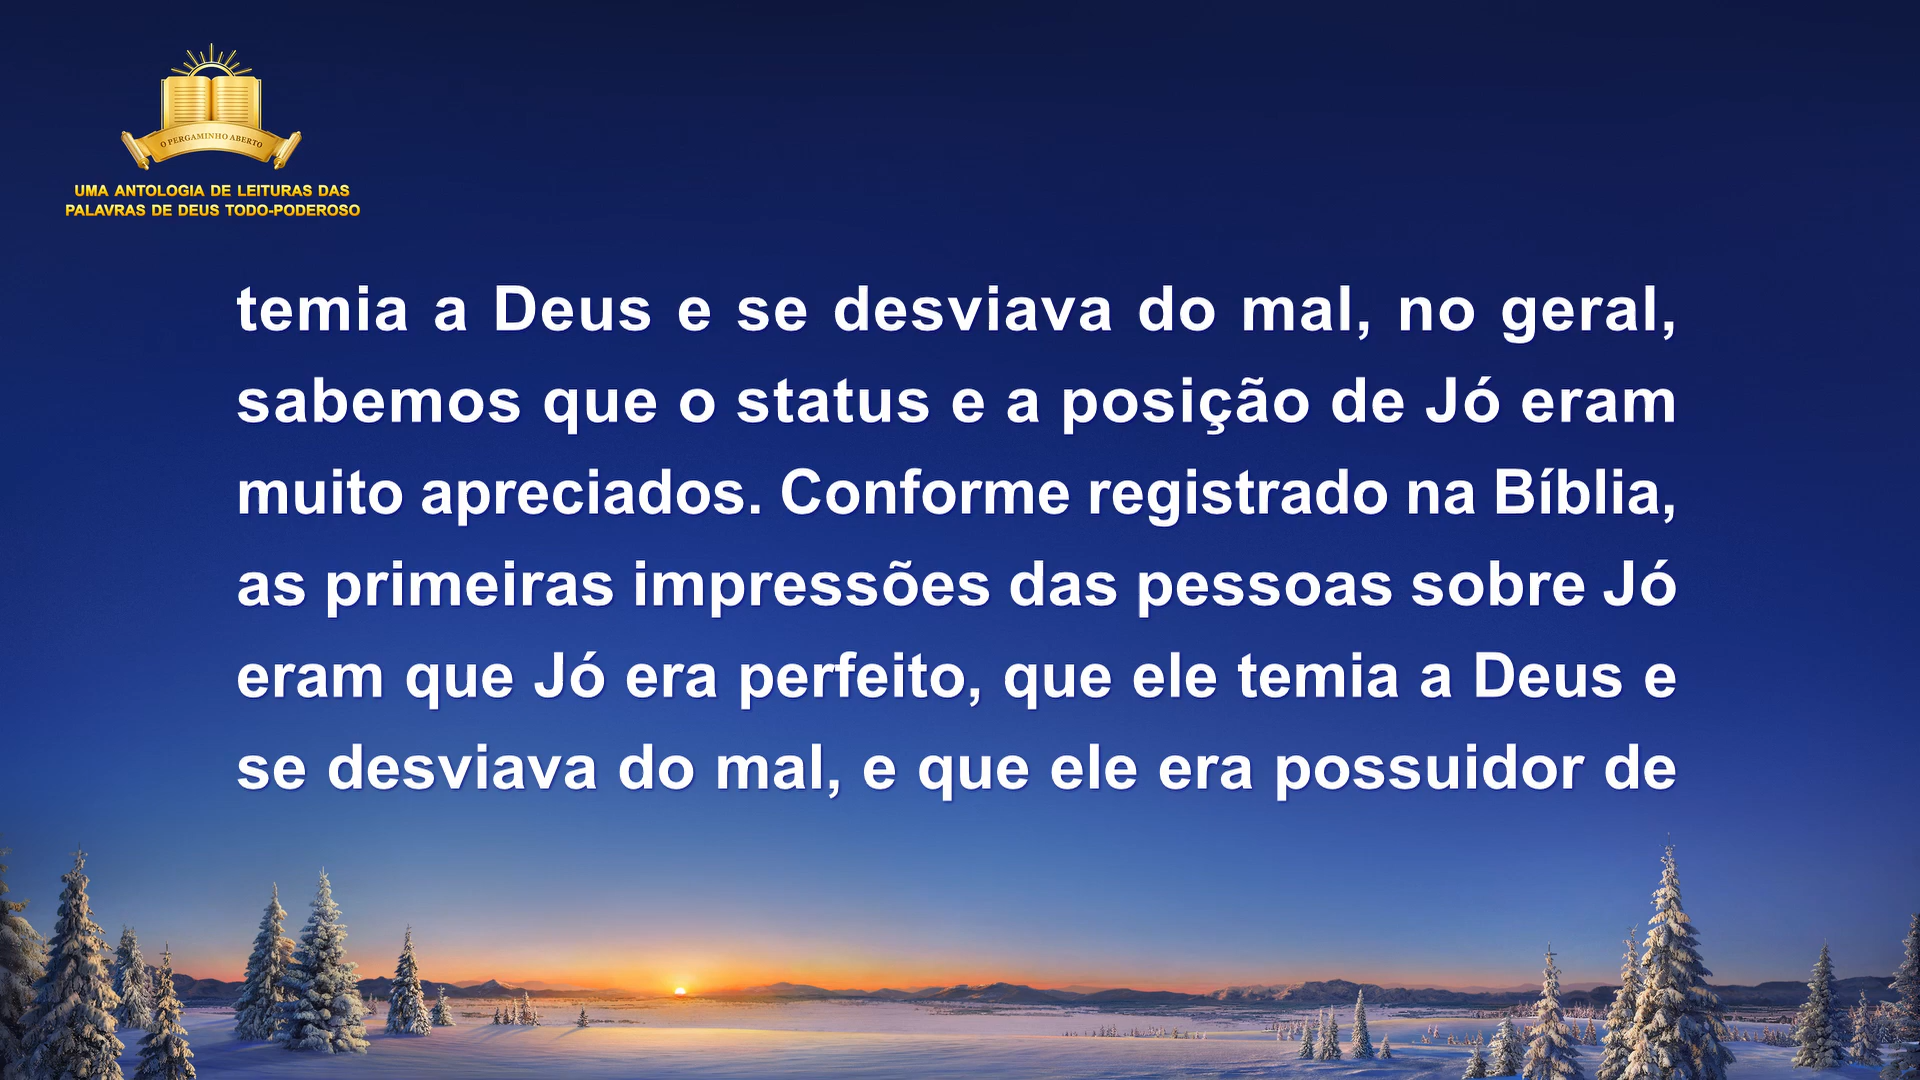 O PERGAMINHO ABERTO
UMA ANTOLOGIA DE LEITURAS DAS
PALAVRAS DE DEUS TODO-PODEROSO
temia a Deus e se desviava do mal, no geral,
sabemos que o status e a posição de Jó eram
muito apreciados. Conforme registrado na Bíblia,
as primeiras impressões das pessoas sobre Jó
eram que Jó era perfeito, que ele temia a Deus e
se desviava do mal, e que ele era possuidor de